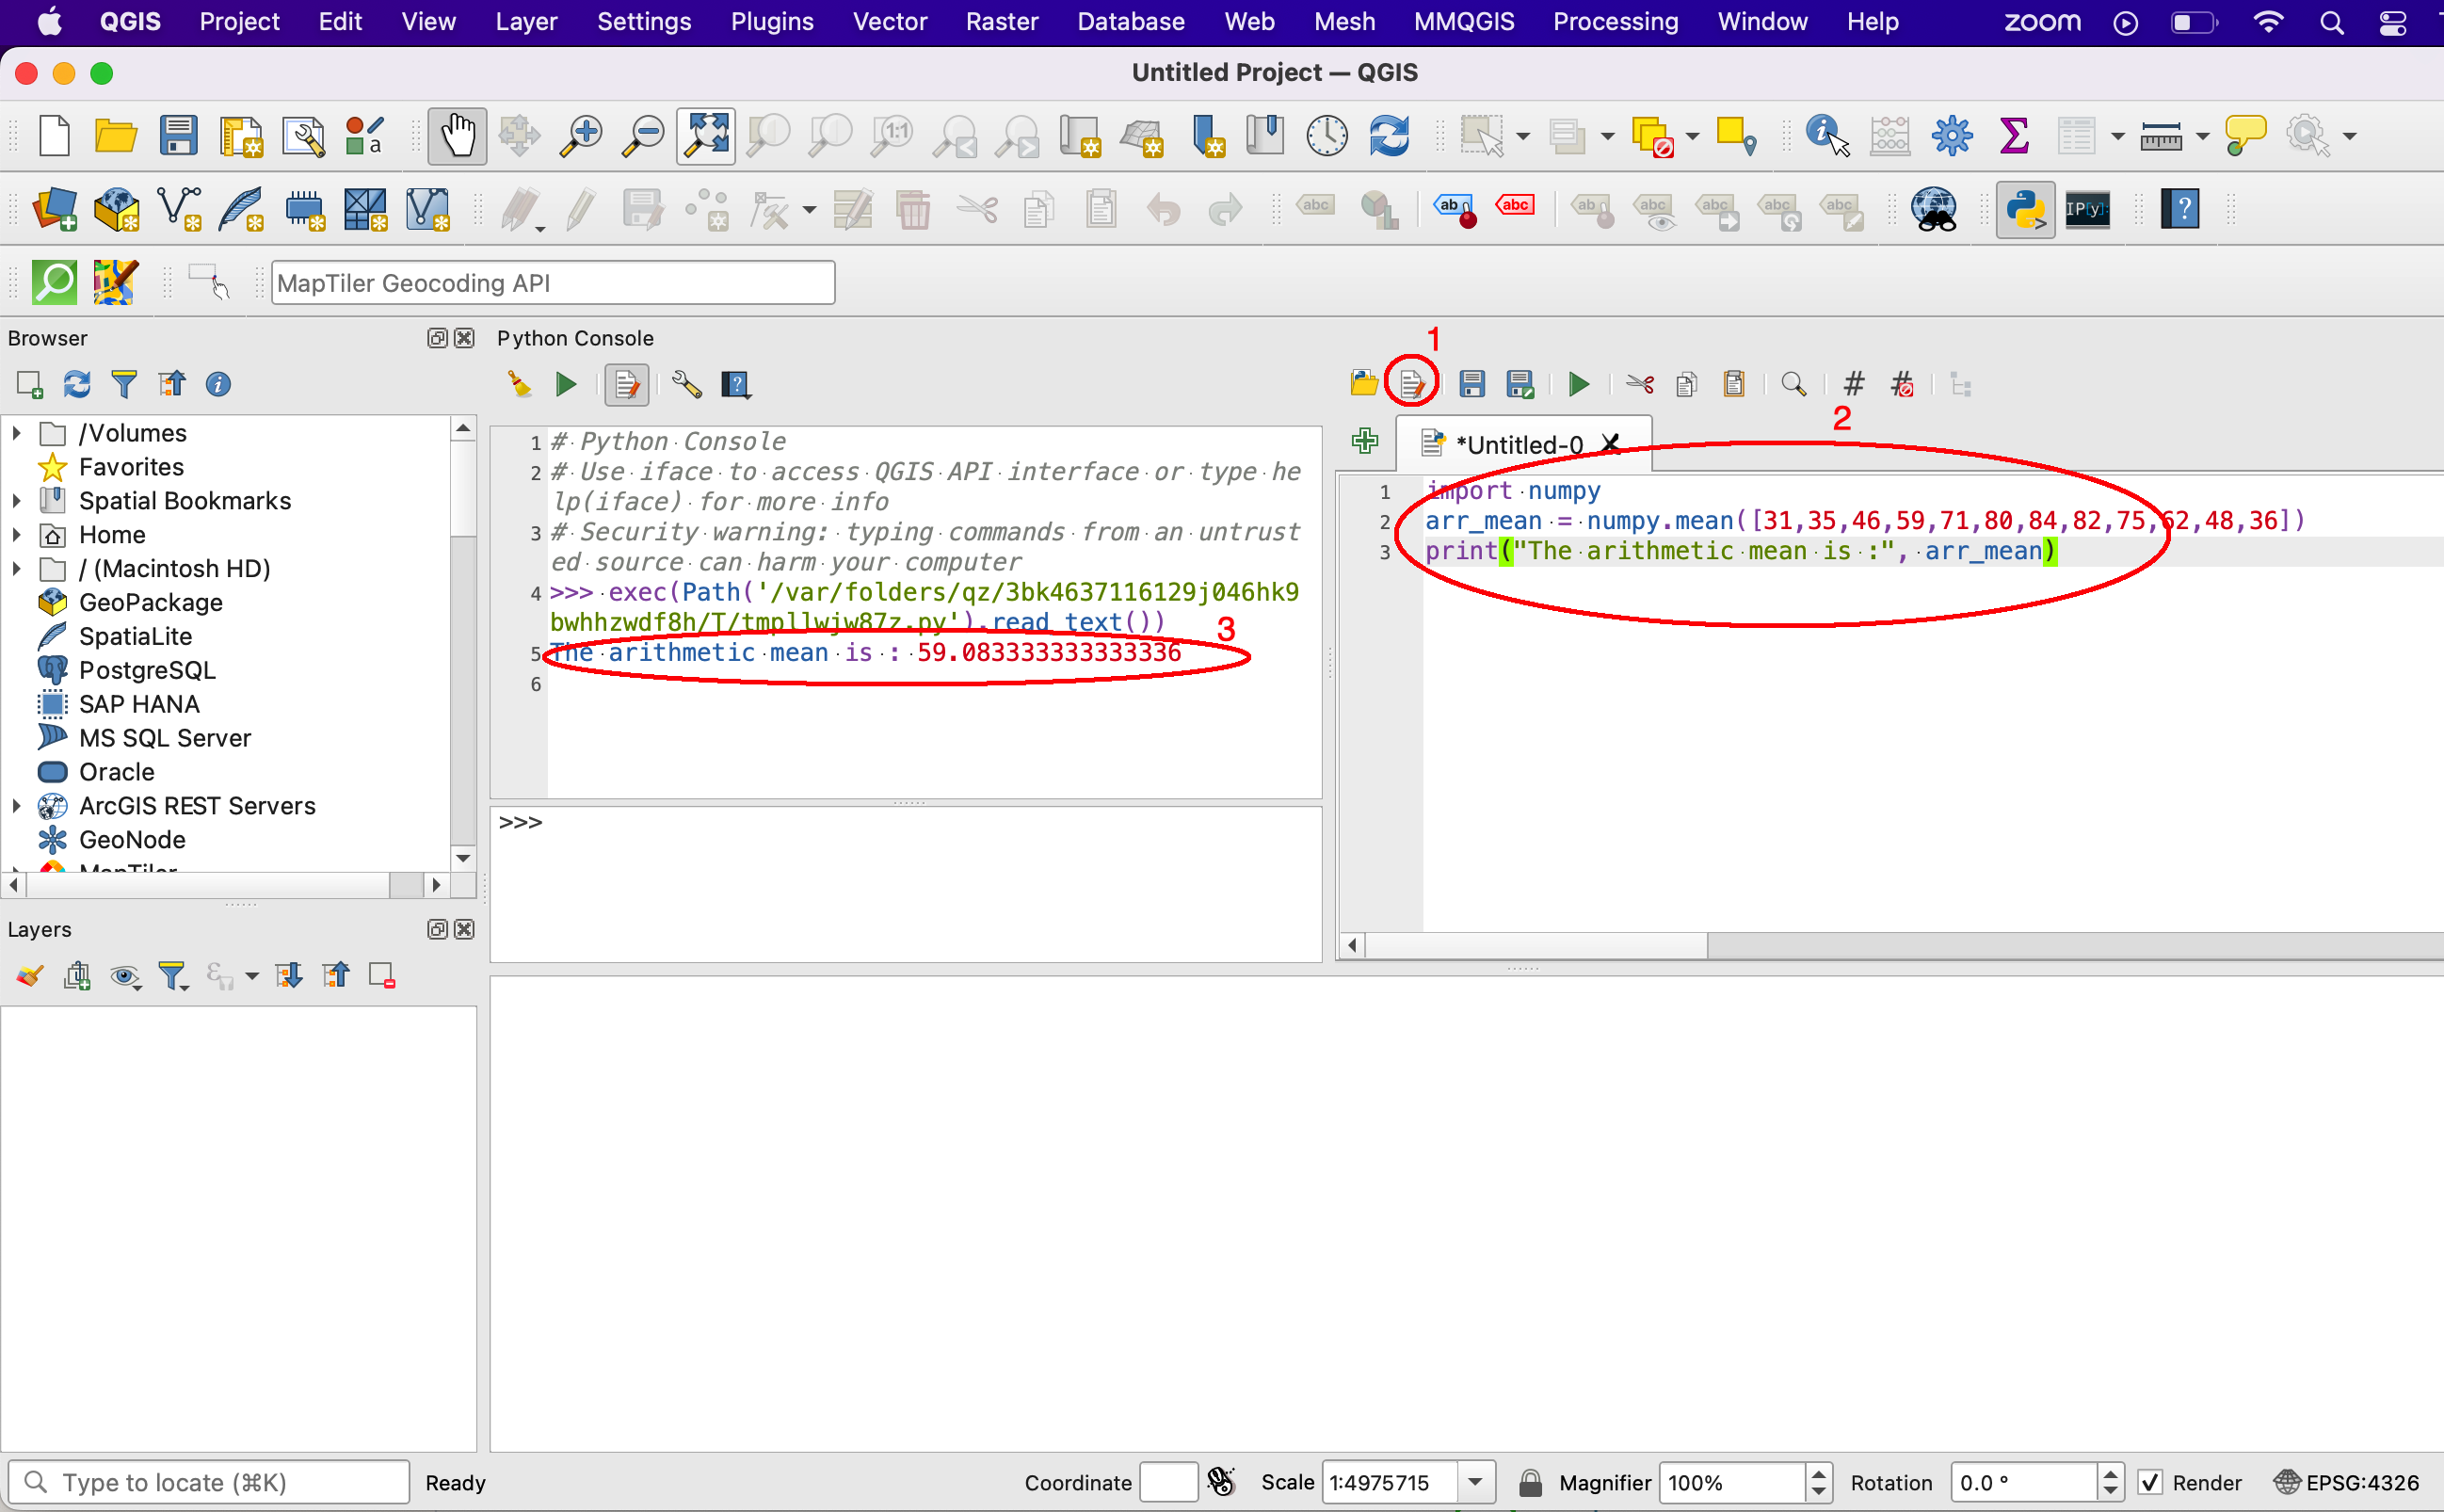 QGIS Project Edit View Layer Settings Plugins Vector Raster Database Web Mesh MMQGIS Processing Window Help zoom
Untitled Project — QGIS
MapTiler Geocoding API
Browser
Python Console
1
/Volumes
Favorites
Spatial Bookmarks
Home
/ (Macintosh HD)
GeoPackage
SpatiaLite
PostgreSQL
SAP HANA
MS SQL Server
Oracle
ArcGIS REST Servers
GeoNode
MapTiler
1 # Python Console
2 # Use iface to access QGIS API interface or type he
lp(iface) for more info
3 # Security warning: typing commands from an untrust
ed source can harm your computer
4 >>> exec(Path('/var/folders/qz/3bk4637116129j046hk9
bwhhzwdf8h/T/tmpllwjw87z.py').read_text())
3
5 The arithmetic mean is : 59.083333333333336
6
>>>
2
*Untitled-0
1 import numpy
2 arr_mean = numpy.mean([31,35,46,59,71,80,84,82,75,62,48,36])
3 print("The arithmetic mean is :", arr_mean)
Layers
Type to locate (⌘K)
Ready
Coordinate
Scale 1:4975715
Magnifier 100%
Rotation 0.0 °
Render
EPSG:4326